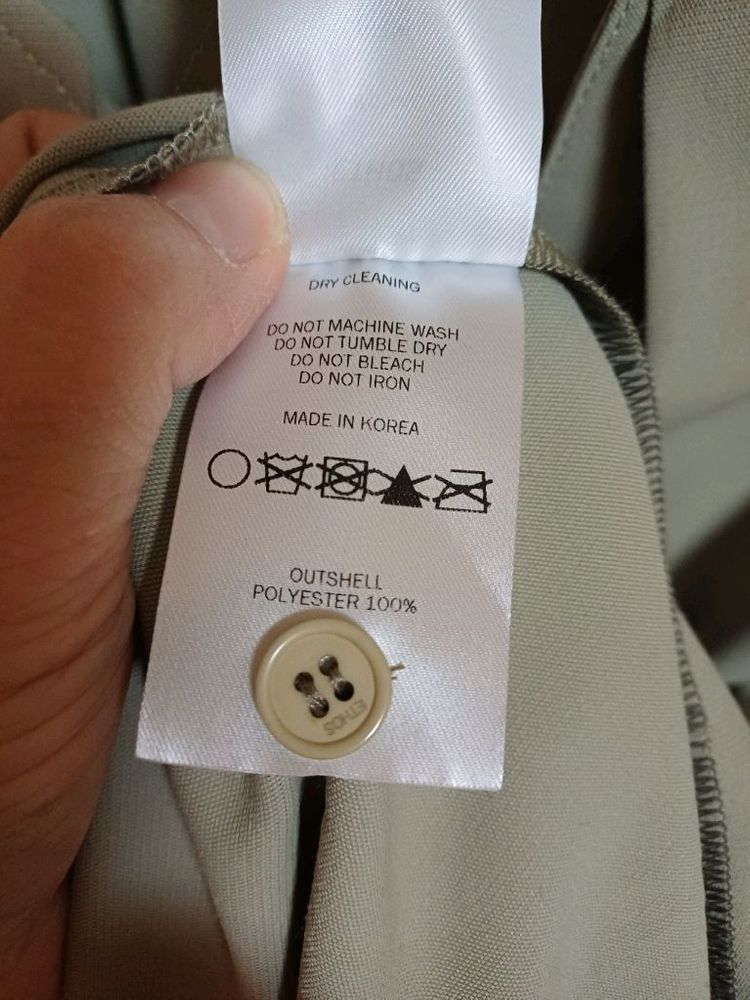 DRY CLEANING
DO NOT MACHINE WASH
DO NOT TUMBLE DRY
DO NOT BLEACH
DO NOT IRON
MADE IN KOREA
OUTSHELL
POLYESTER 100%
ETHOS